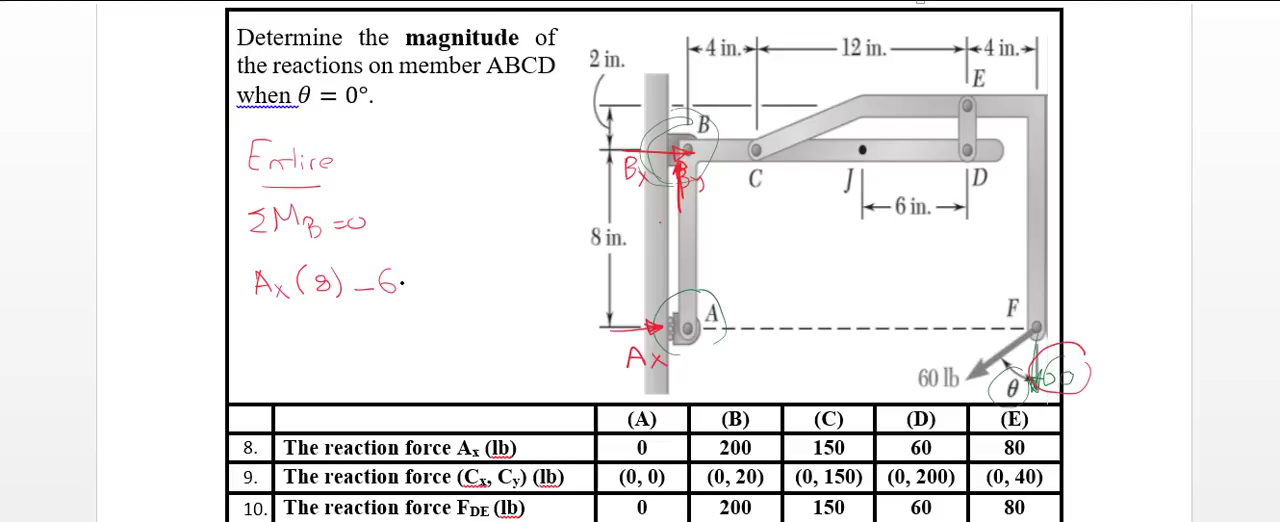 Determine the magnitude of
the reactions on member ABCD
when θ = 0°.
Entire
ΣM_B = 0
A_x (8) – 6
2 in.
4 in.
12 in.
4 in.
E
B
B_x
B_y
C
J
D
6 in.
8 in.
A
F
A_x
60 lb
θ
60
(A) (B) (C) (D) (E)
8. The reaction force A_x (lb) 0 200 150 60 80
9. The reaction force (C_x, C_y) (lb) (0, 0) (0, 20) (0, 150) (0, 200) (0, 40)
10. The reaction force F_DE (lb) 0 200 150 60 80